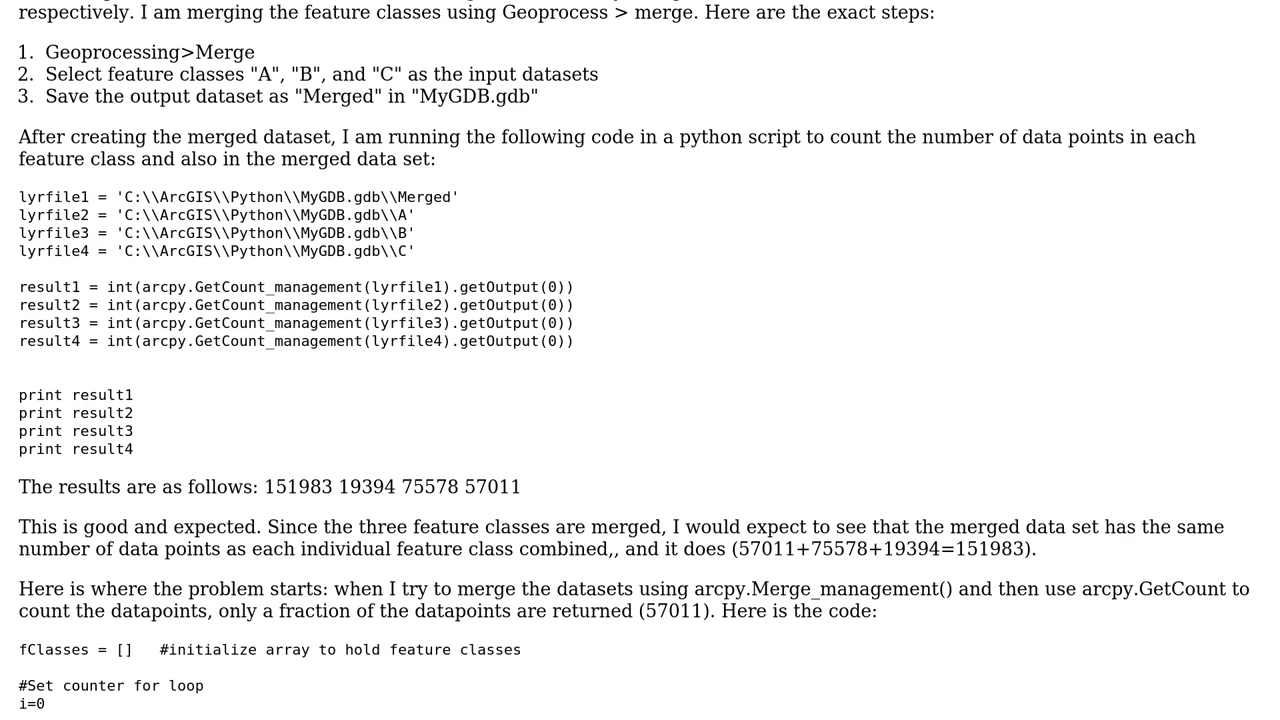 respectively. I am merging the feature classes using Geoprocess > merge. Here are the exact steps:
1. Geoprocessing>Merge
2. Select feature classes "A", "B", and "C" as the input datasets
3. Save the output dataset as "Merged" in "MyGDB.gdb"
After creating the merged dataset, I am running the following code in a python script to count the number of data points in each
feature class and also in the merged data set:
lyrfile1 = 'C:\\ArcGIS\\Python\\MyGDB.gdb\\Merged'
lyrfile2 = 'C:\\ArcGIS\\Python\\MyGDB.gdb\\A'
lyrfile3 = 'C:\\ArcGIS\\Python\\MyGDB.gdb\\B'
lyrfile4 = 'C:\\ArcGIS\\Python\\MyGDB.gdb\\C'
result1 = int(arcpy.GetCount_management(lyrfile1).getOutput(0))
result2 = int(arcpy.GetCount_management(lyrfile2).getOutput(0))
result3 = int(arcpy.GetCount_management(lyrfile3).getOutput(0))
result4 = int(arcpy.GetCount_management(lyrfile4).getOutput(0))
print result1
print result2
print result3
print result4
The results are as follows: 151983 19394 75578 57011
This is good and expected. Since the three feature classes are merged, I would expect to see that the merged data set has the same
number of data points as each individual feature class combined,, and it does (57011+75578+19394=151983).
Here is where the problem starts: when I try to merge the datasets using arcpy.Merge_management() and then use arcpy.GetCount to
count the datapoints, only a fraction of the datapoints are returned (57011). Here is the code:
fClasses = []   #initialize array to hold feature classes
#Set counter for loop
i=0